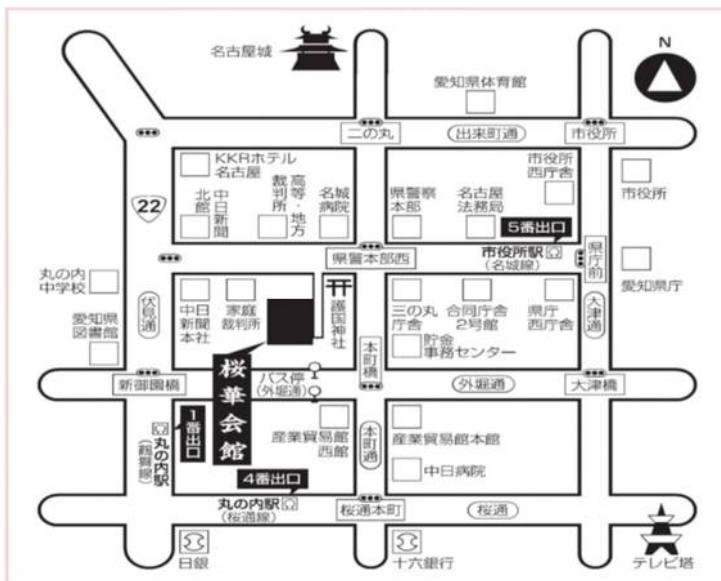 名古屋城
N
愛知県体育館
二の丸
出来町通
市役所
KKRホテル
名古屋
市役所
西庁舎
中日新聞
北館
高等・地方
裁判所
名城
病院
県警察
本部
名古屋
法務局
市役所
22
5番出口
市役所駅
(名城線)
県警本部西
県庁前
愛知県庁
丸の内
中学校
伏見通
中日
新聞
本社
家庭
裁判所
護国神社
三の丸
庁舎
合同庁舎
2号館
県庁
西庁舎
大津通
愛知県
図書館
貯金
事務センター
本町橋
桜華会館
バス停
(外堀通)
新御園橋
外堀通
大津橋
1番出口
丸の内駅
(鶴舞線)
産業貿易館
西館
本町通
産業貿易館本館
中日病院
4番出口
丸の内駅
(桜通線)
桜通本町
桜通
日銀
十六銀行
テレビ塔